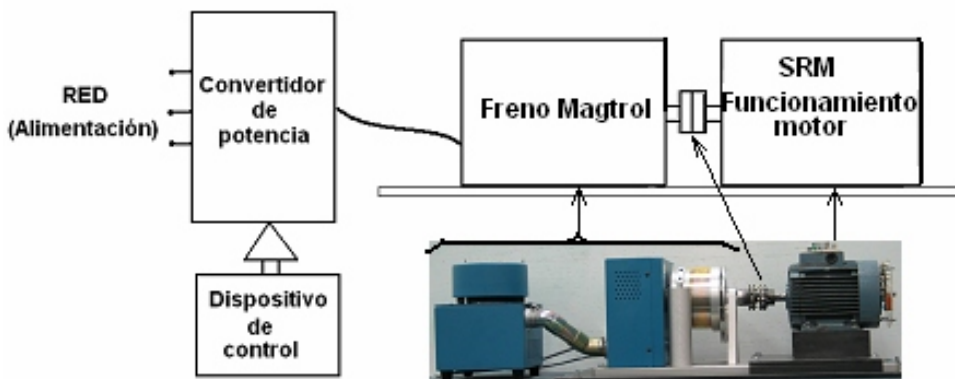 RED
(Alimentación)
Convertidor
de
potencia
Dispositivo
de
control
Freno Magtrol
SRM
Funcionamiento
motor